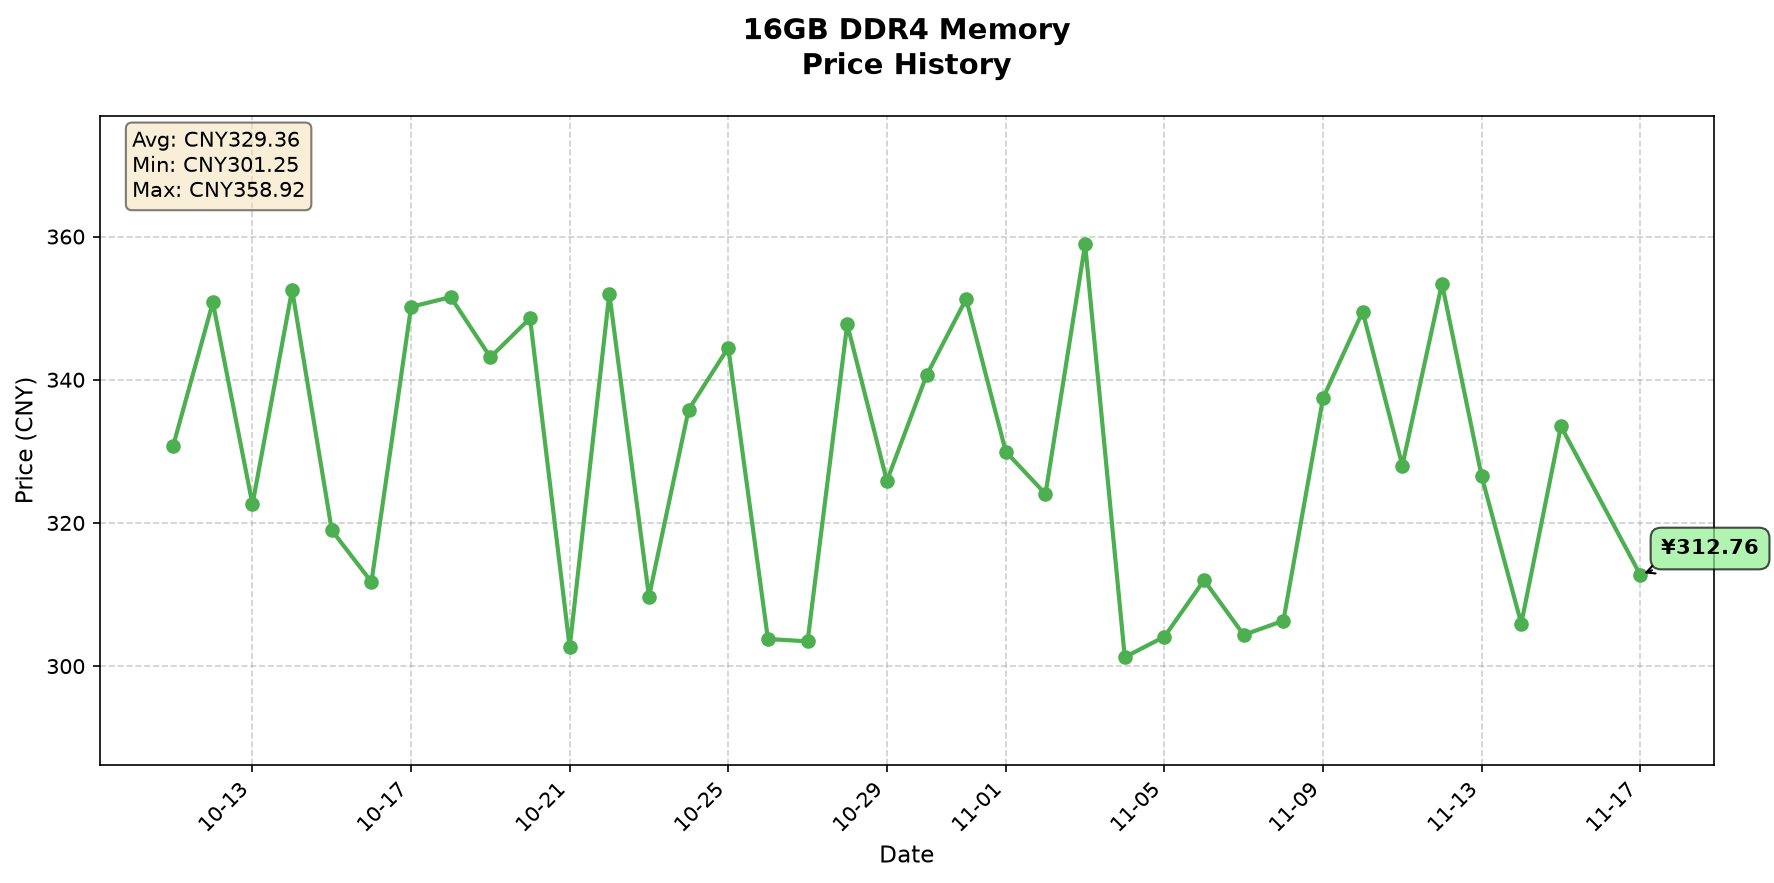 16GB DDR4 Memory
Price History
Avg: CNY329.36
Min: CNY301.25
Max: CNY358.92
360
340
320
300
Price (CNY)
¥312.76
10-13
10-17
10-21
10-25
10-29
11-01
11-05
11-09
11-13
11-17
Date